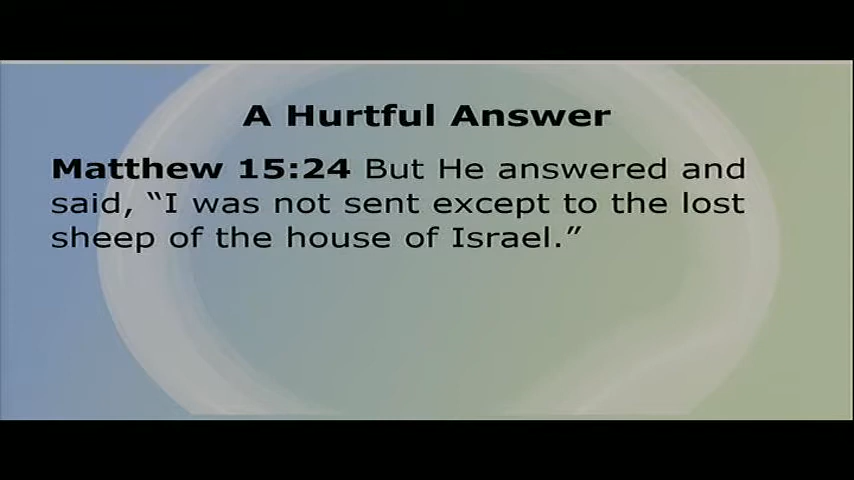 A Hurtful Answer
Matthew 15:24 But He answered and
said, “I was not sent except to the lost
sheep of the house of Israel.”